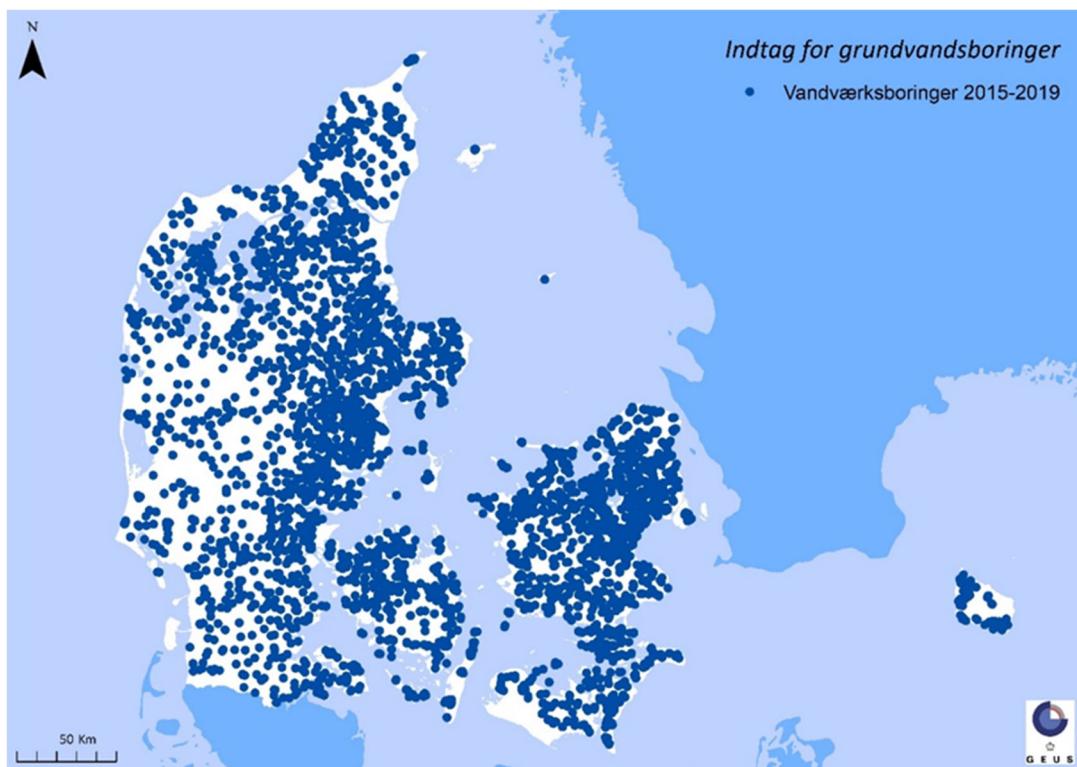 N
Indtag for grundvandsboringer
Vandværksboringer 2015-2019
50 Km
GEUS